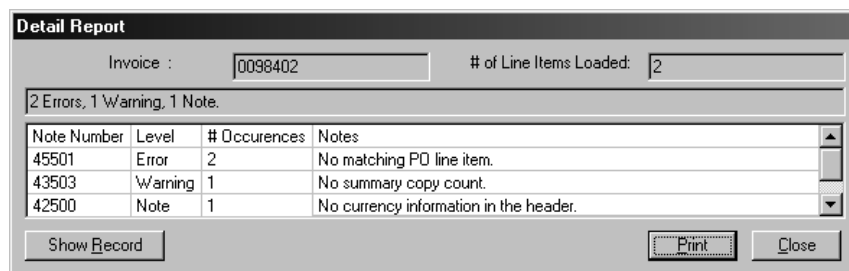 Detail Report
Invoice : 0098402 # of Line Items Loaded: 2
2 Errors, 1 Warning, 1 Note.
Note Number Level # Occurences Notes
45501 Error 2 No matching PO line item.
43503 Warning 1 No summary copy count.
42500 Note 1 No currency information in the header.
Show Record Print Close